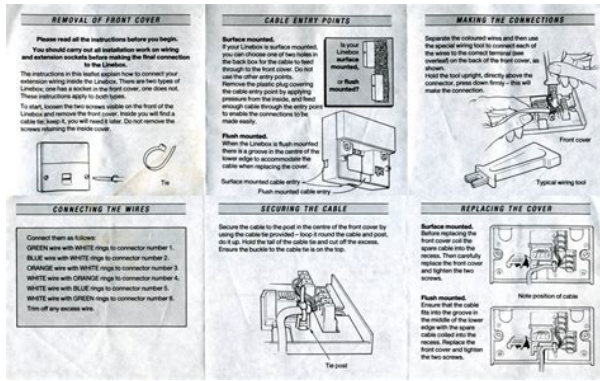 REMOVAL OF FRONT COVER
Please read all the instructions before you begin.
You should carry out all installation work on wiring
and extension sockets before making the final connection
to the Linebox.
The instructions in this leaflet explain how to connect your
extension wiring inside the Linebox. There are two types of
Linebox; one has a socket in the front cover, one does not.
These instructions apply to both types.
To start, loosen the two screws visible on the front of the
Linebox and remove the front cover. Inside you will find a
cable tie; keep it, you will need it later. Do not remove the
screws retaining the inside cover.
Tie
CABLE ENTRY POINTS
Surface mounted.
If your Linebox is surface mounted,
you can choose one of two holes in
the back box for the cable to feed
through to the front cover. Do not
use the other entry points.
Remove the plastic plug covering
the cable entry point by applying
pressure from the inside, and feed
enough cable through the entry point
to enable the connections to be
made easily.
Is your
Linebox
surface
mounted
or flush
mounted?
Flush mounted.
When the Linebox is flush mounted
there is a groove in the centre of the
lower edge to accommodate the
cable when replacing the cover.
Surface mounted cable entry
Flush mounted cable entry
MAKING THE CONNECTIONS
Separate the coloured wires and then use
the special wiring tool to connect each of
the wires to the correct terminal (see
overleaf) on the back of the front cover, as
shown.
Hold the tool upright, directly above the
connector, press down firmly – this will
make the connection.
Front cover
Typical wiring tool
CONNECTING THE WIRES
Connect them as follows:
GREEN wire with WHITE rings to connector number 1.
BLUE wire with WHITE rings to connector number 2.
ORANGE wire with WHITE rings to connector number 3.
WHITE wire with ORANGE rings to connector number 4.
WHITE wire with BLUE rings to connector number 5.
WHITE wire with GREEN rings to connector number 6.
Trim off any excess wire.
SECURING THE CABLE
Secure the cable to the post in the centre of the front cover by
using the cable tie provided – loop it round the cable and post,
do it up. Hold the tail of the cable tie and cut off the excess.
Ensure the buckle to the cable tie is on the top.
Tie post
REPLACING THE COVER
Surface mounted.
Before replacing the
front cover coil the
spare cable into the
recess. Then carefully
replace the front cover
and tighten the two
screws.
Note position of cable
Flush mounted.
Ensure that the cable
fits into the groove in
the middle of the lower
edge with the spare
cable coiled into the
recess. Replace the
front cover and tighten
the two screws.